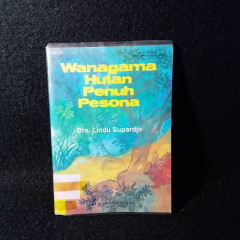 Wanagama
Hutan
Penuh
Pesona
Drs. Lindu Supardjo